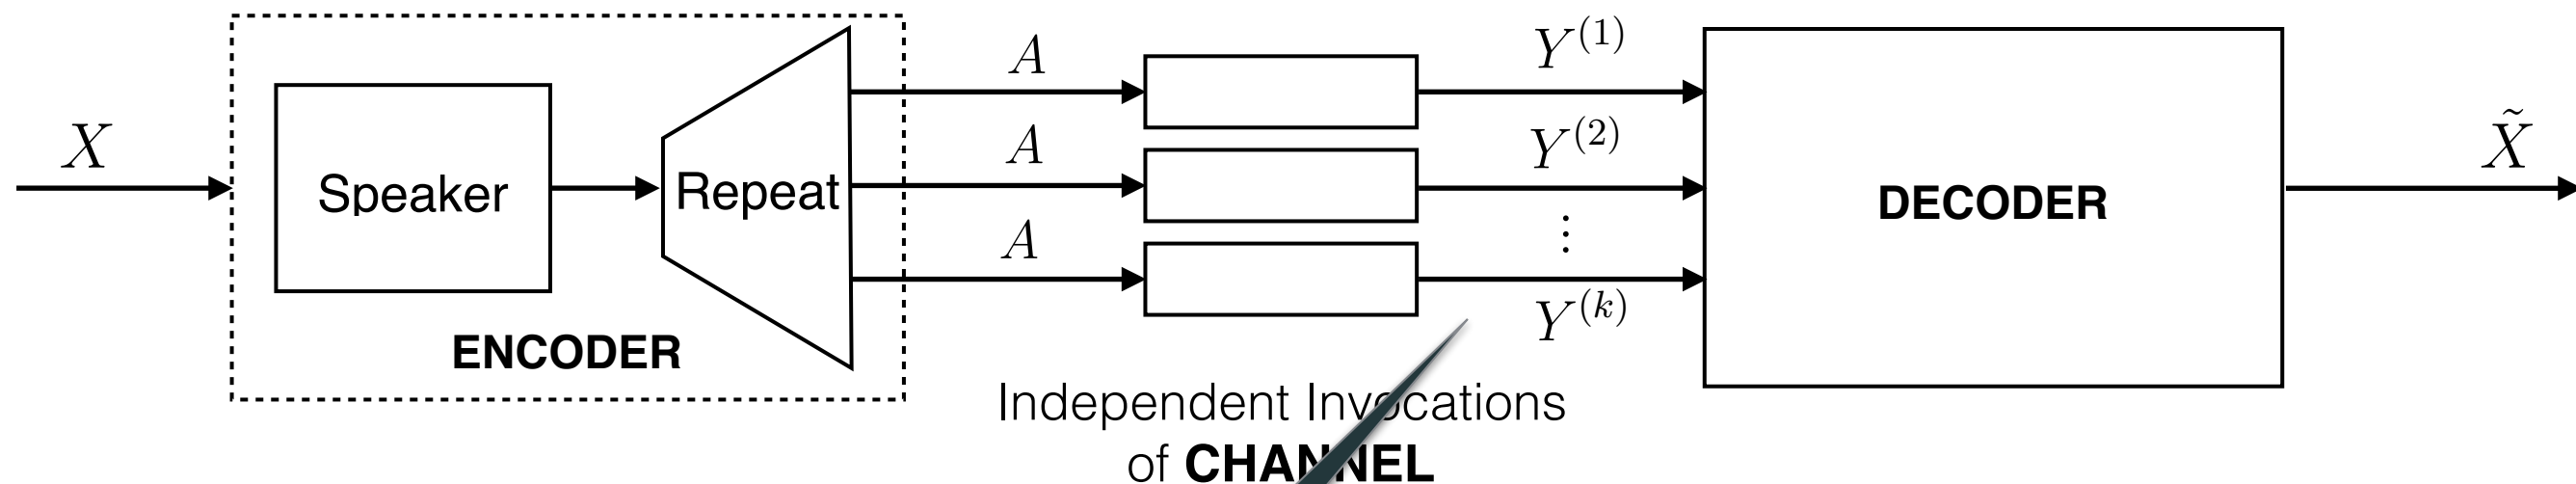 X
Speaker
Repeat
ENCODER
A
A
A
Independent Invocations
of CHANNEL
Y^{(1)}
Y^{(2)}
⋮
Y^{(k)}
DECODER
X̃